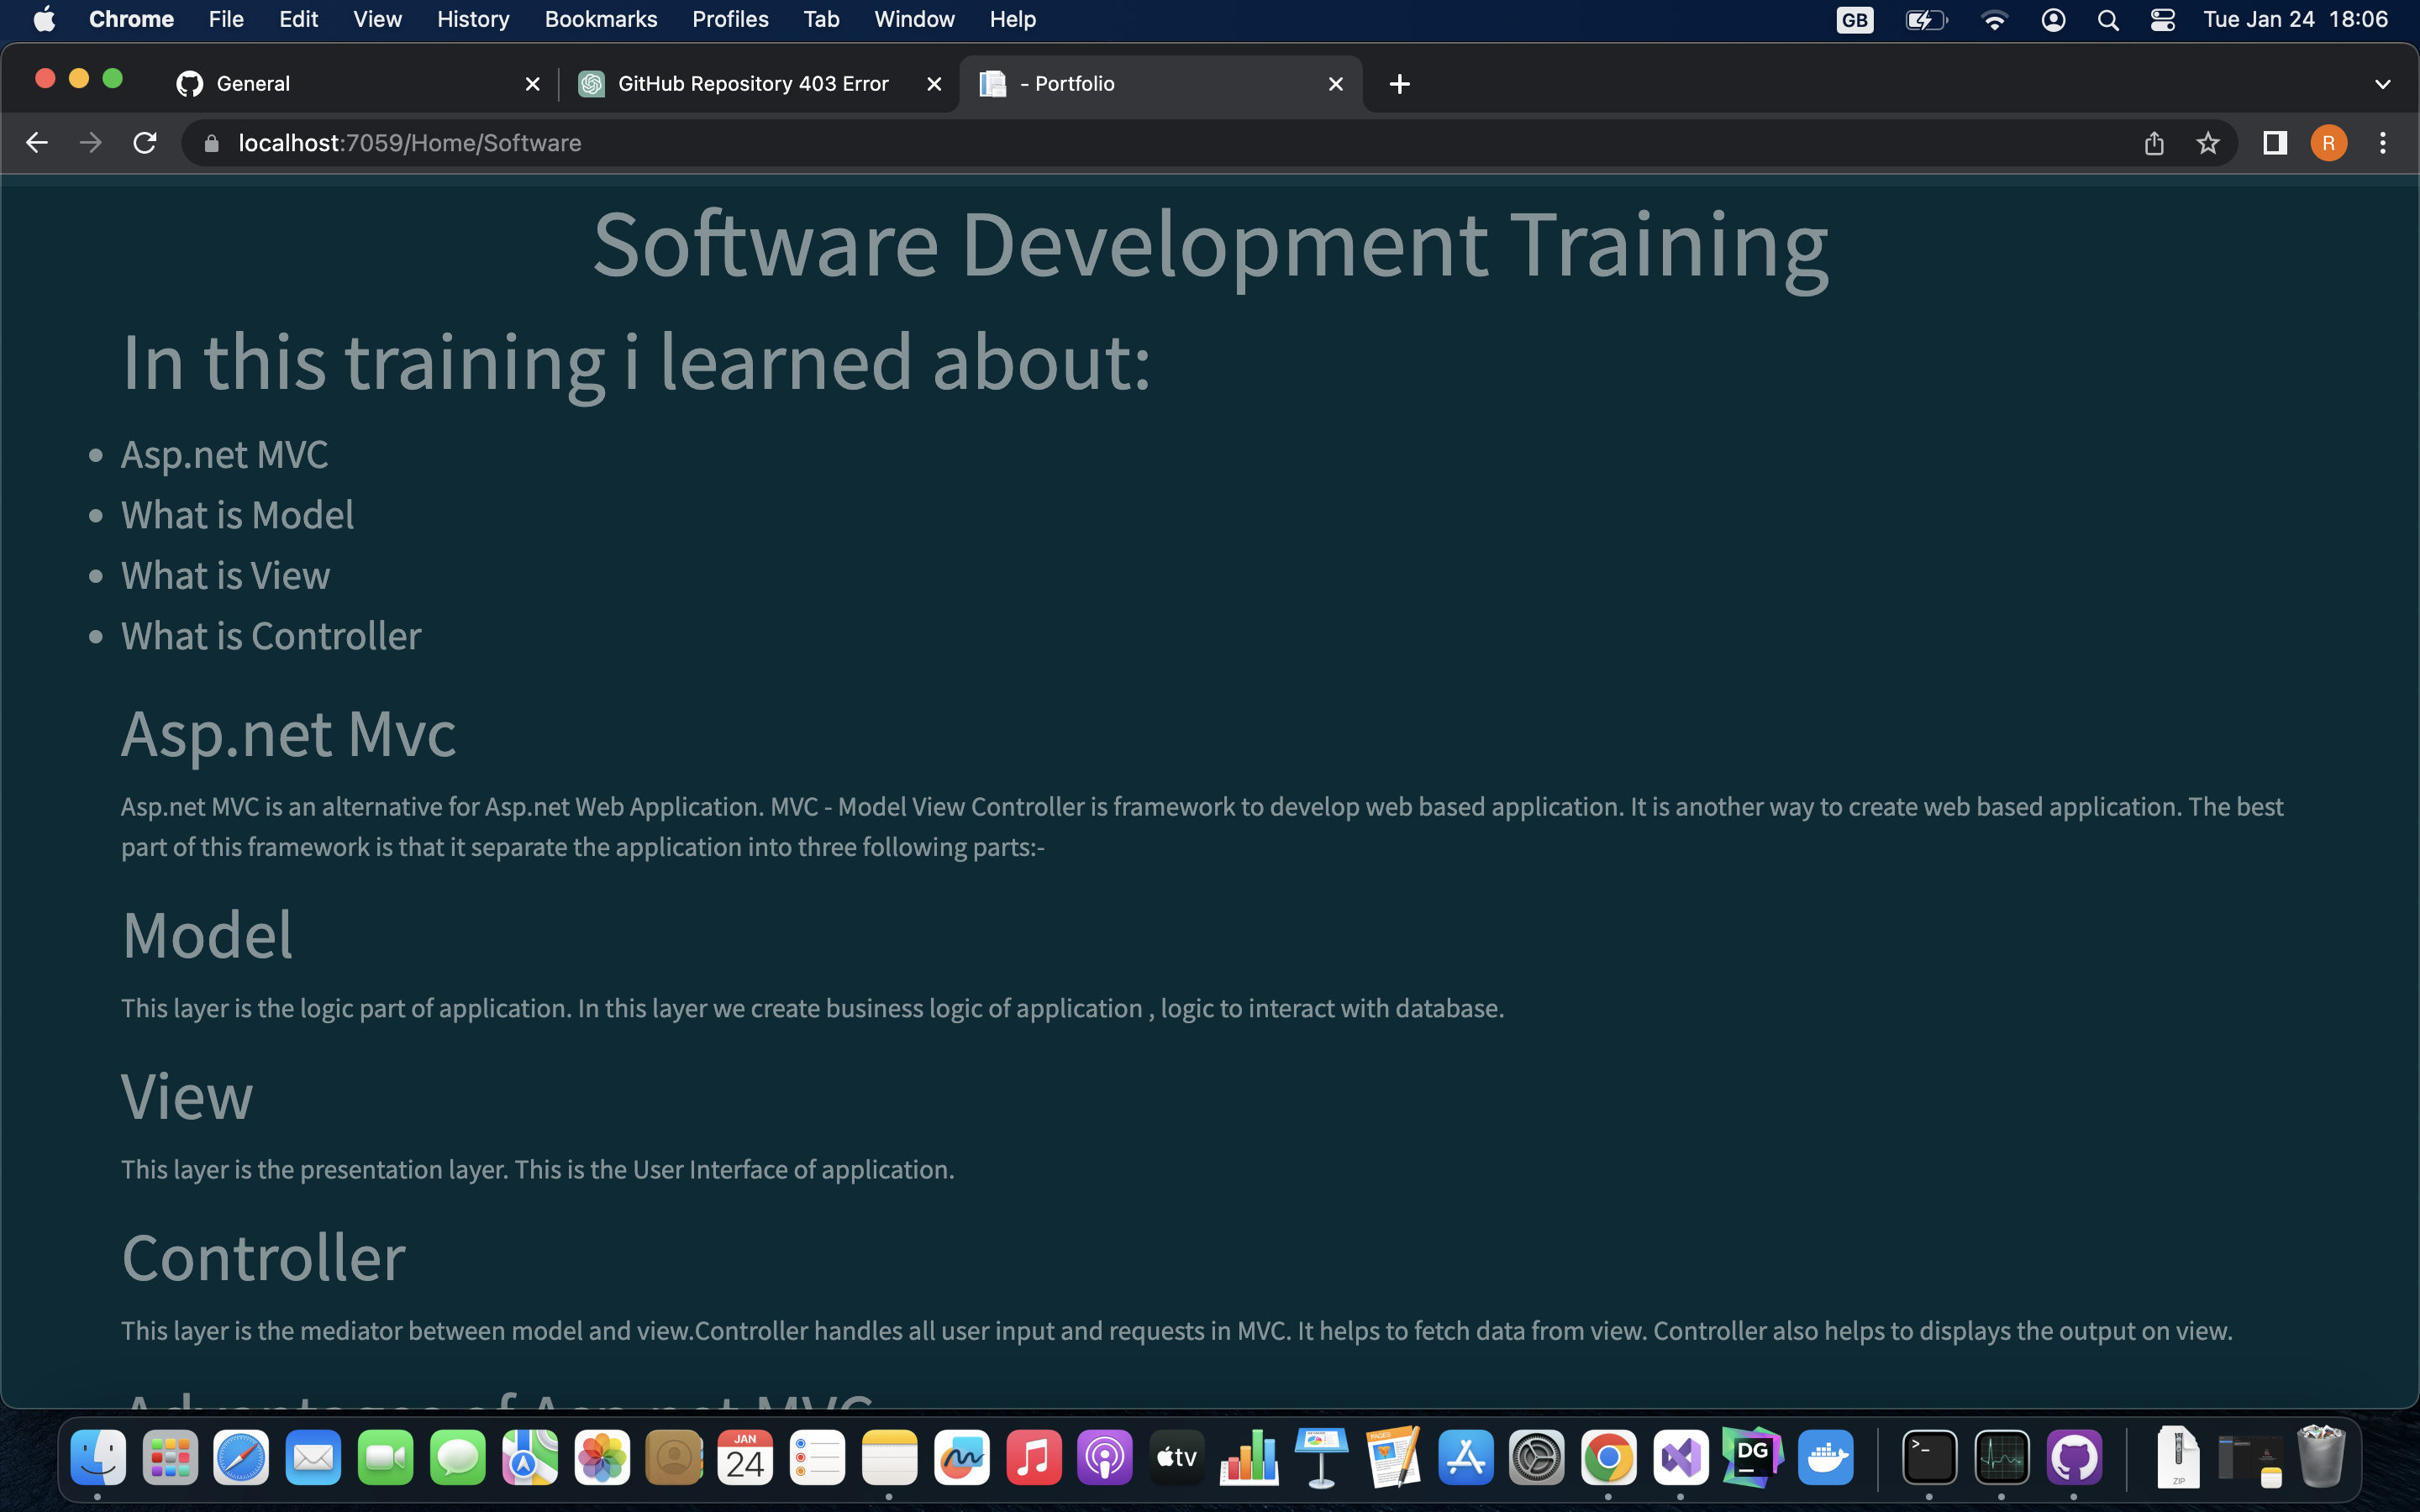 Chrome File Edit View History Bookmarks Profiles Tab Window Help GB Tue Jan 24 18:06
General GitHub Repository 403 Error - Portfolio
localhost:7059/Home/Software R
Software Development Training
In this training i learned about:
Asp.net MVC
What is Model
What is View
What is Controller
Asp.net Mvc
Asp.net MVC is an alternative for Asp.net Web Application. MVC - Model View Controller is framework to develop web based application. It is another way to create web based application. The best
part of this framework is that it separate the application into three following parts:-
Model
This layer is the logic part of application. In this layer we create business logic of application , logic to interact with database.
View
This layer is the presentation layer. This is the User Interface of application.
Controller
This layer is the mediator between model and view.Controller handles all user input and requests in MVC. It helps to fetch data from view. Controller also helps to displays the output on view.
Advantages of Asp.net MVC
JAN
24
tv
PAGES
DG
>_
ZIP